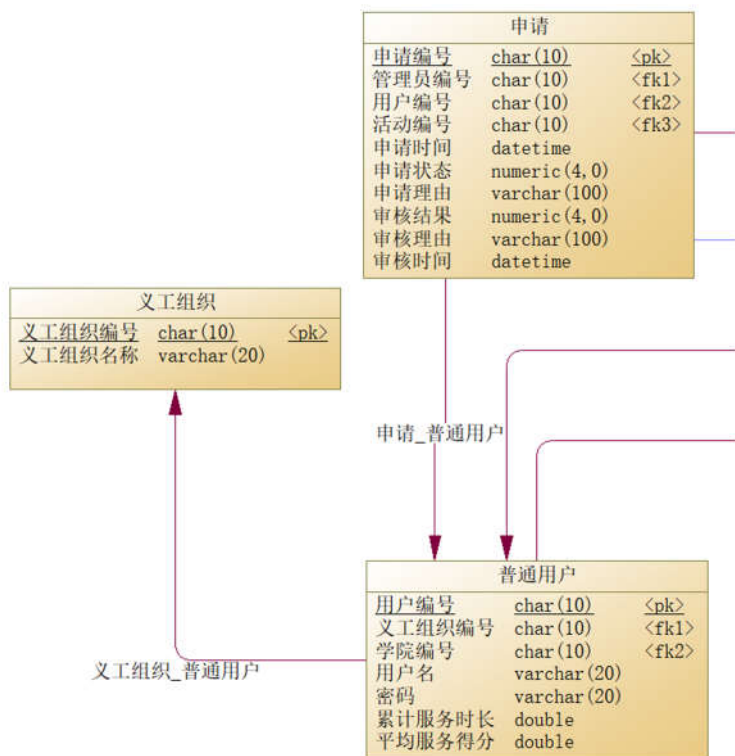 申请
申请编号 char(10) <pk>
管理员编号 char(10) <fk1>
用户编号 char(10) <fk2>
活动编号 char(10) <fk3>
申请时间 datetime
申请状态 numeric(4,0)
申请理由 varchar(100)
审核结果 numeric(4,0)
审核理由 varchar(100)
审核时间 datetime
义工组织
义工组织编号 char(10) <pk>
义工组织名称 varchar(20)
申请_普通用户
普通用户
用户编号 char(10) <pk>
义工组织编号 char(10) <fk1>
学院编号 char(10) <fk2>
用户名 varchar(20)
密码 varchar(20)
累计服务时长 double
平均服务得分 double
义工组织_普通用户